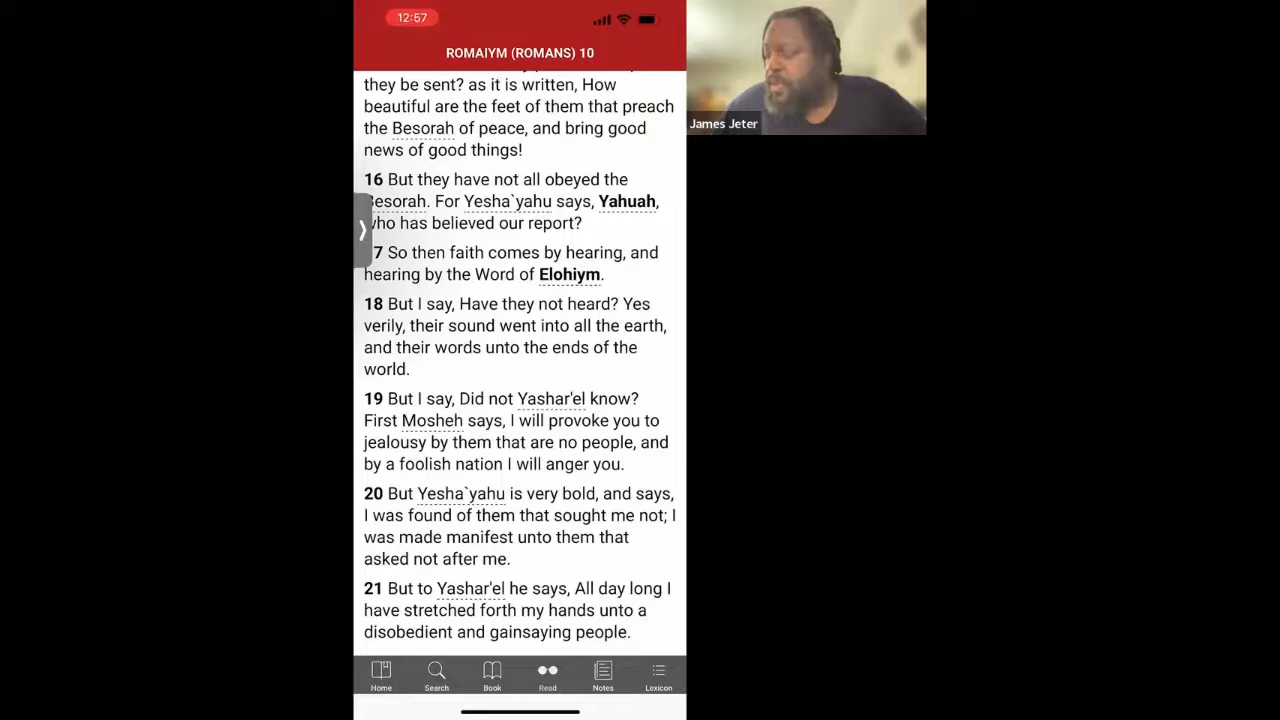 12:57
ROMAIYM (ROMANS) 10
they be sent? as it is written, How
beautiful are the feet of them that preach
the Besorah of peace, and bring good
news of good things!
16 But they have not all obeyed the
Besorah. For Yesha`yahu says, Yahuah,
who has believed our report?
7 So then faith comes by hearing, and
hearing by the Word of Elohiym.
18 But I say, Have they not heard? Yes
verily, their sound went into all the earth,
and their words unto the ends of the
world.
19 But I say, Did not Yashar'el know?
First Mosheh says, I will provoke you to
jealousy by them that are no people, and
by a foolish nation I will anger you.
20 But Yesha`yahu is very bold, and says,
I was found of them that sought me not; I
was made manifest unto them that
asked not after me.
21 But to Yashar'el he says, All day long I
have stretched forth my hands unto a
disobedient and gainsaying people.
Home Search Book Read Notes Lexicon
James Jeter